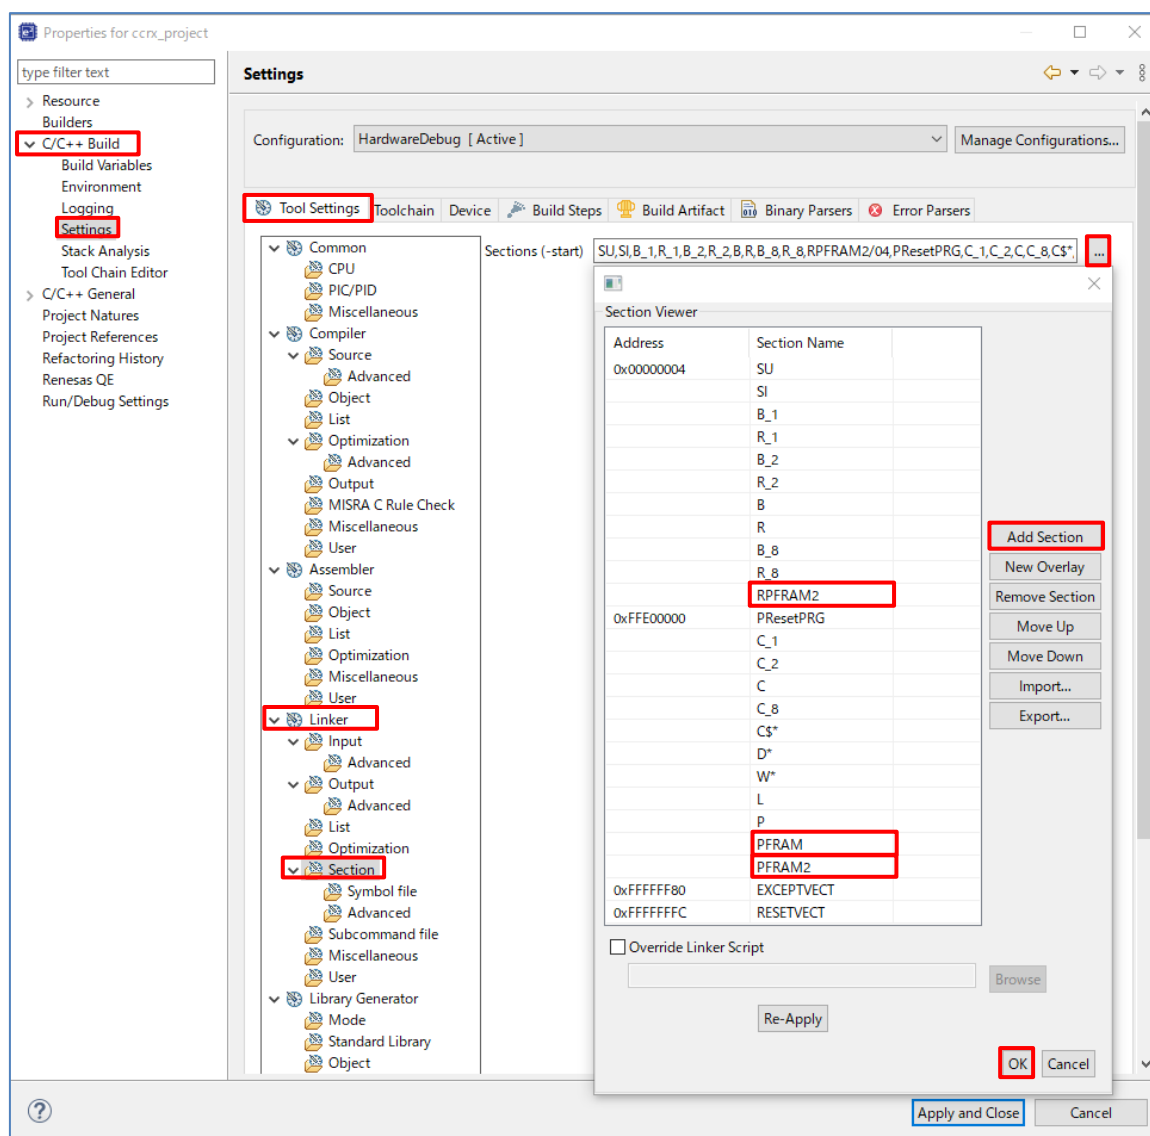 Properties for ccrx_project
type filter text
Resource
Builders
C/C++ Build
Build Variables
Environment
Logging
Settings
Stack Analysis
Tool Chain Editor
C/C++ General
Project Natures
Project References
Refactoring History
Renesas QE
Run/Debug Settings
Settings
Configuration: HardwareDebug [ Active ] Manage Configurations...
Tool Settings Toolchain Device Build Steps Build Artifact Binary Parsers Error Parsers
Common
CPU
PIC/PID
Miscellaneous
Compiler
Source
Advanced
Object
List
Optimization
Advanced
Output
MISRA C Rule Check
Miscellaneous
User
Assembler
Source
Object
List
Optimization
Miscellaneous
User
Linker
Input
Advanced
Output
Advanced
List
Optimization
Section
Symbol file
Advanced
Subcommand file
Miscellaneous
User
Library Generator
Mode
Standard Library
Object
Sections (-start) SU,SI,B_1,R_1,B_2,R_2,B,R,B_8,R_8,RPFRAM2/04,PResetPRG,C_1,C_2,C,C_8,C$*, ...
Section Viewer
Address Section Name
0x00000004 SU
SI
B_1
R_1
B_2
R_2
B
R
B_8
R_8
RPFRAM2
0xFFE00000 PResetPRG
C_1
C_2
C
C_8
C$*
D*
W*
L
P
PFRAM
PFRAM2
0xFFFFFF80 EXCEPTVECT
0xFFFFFFFC RESETVECT
Add Section
New Overlay
Remove Section
Move Up
Move Down
Import...
Export...
Override Linker Script
Browse
Re-Apply
OK Cancel
? Apply and Close Cancel